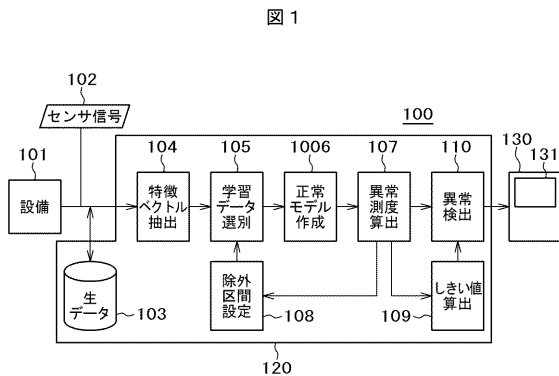 図1
102
センサ信号
100
101
104
105
1006
107
110
130
131
設備
特徴
ベクトル
抽出
学習
データ
選別
正常
モデル
作成
異常
測度
算出
異常
検出
生
データ
103
除外
区間
設定
108
109
しきい値
算出
120